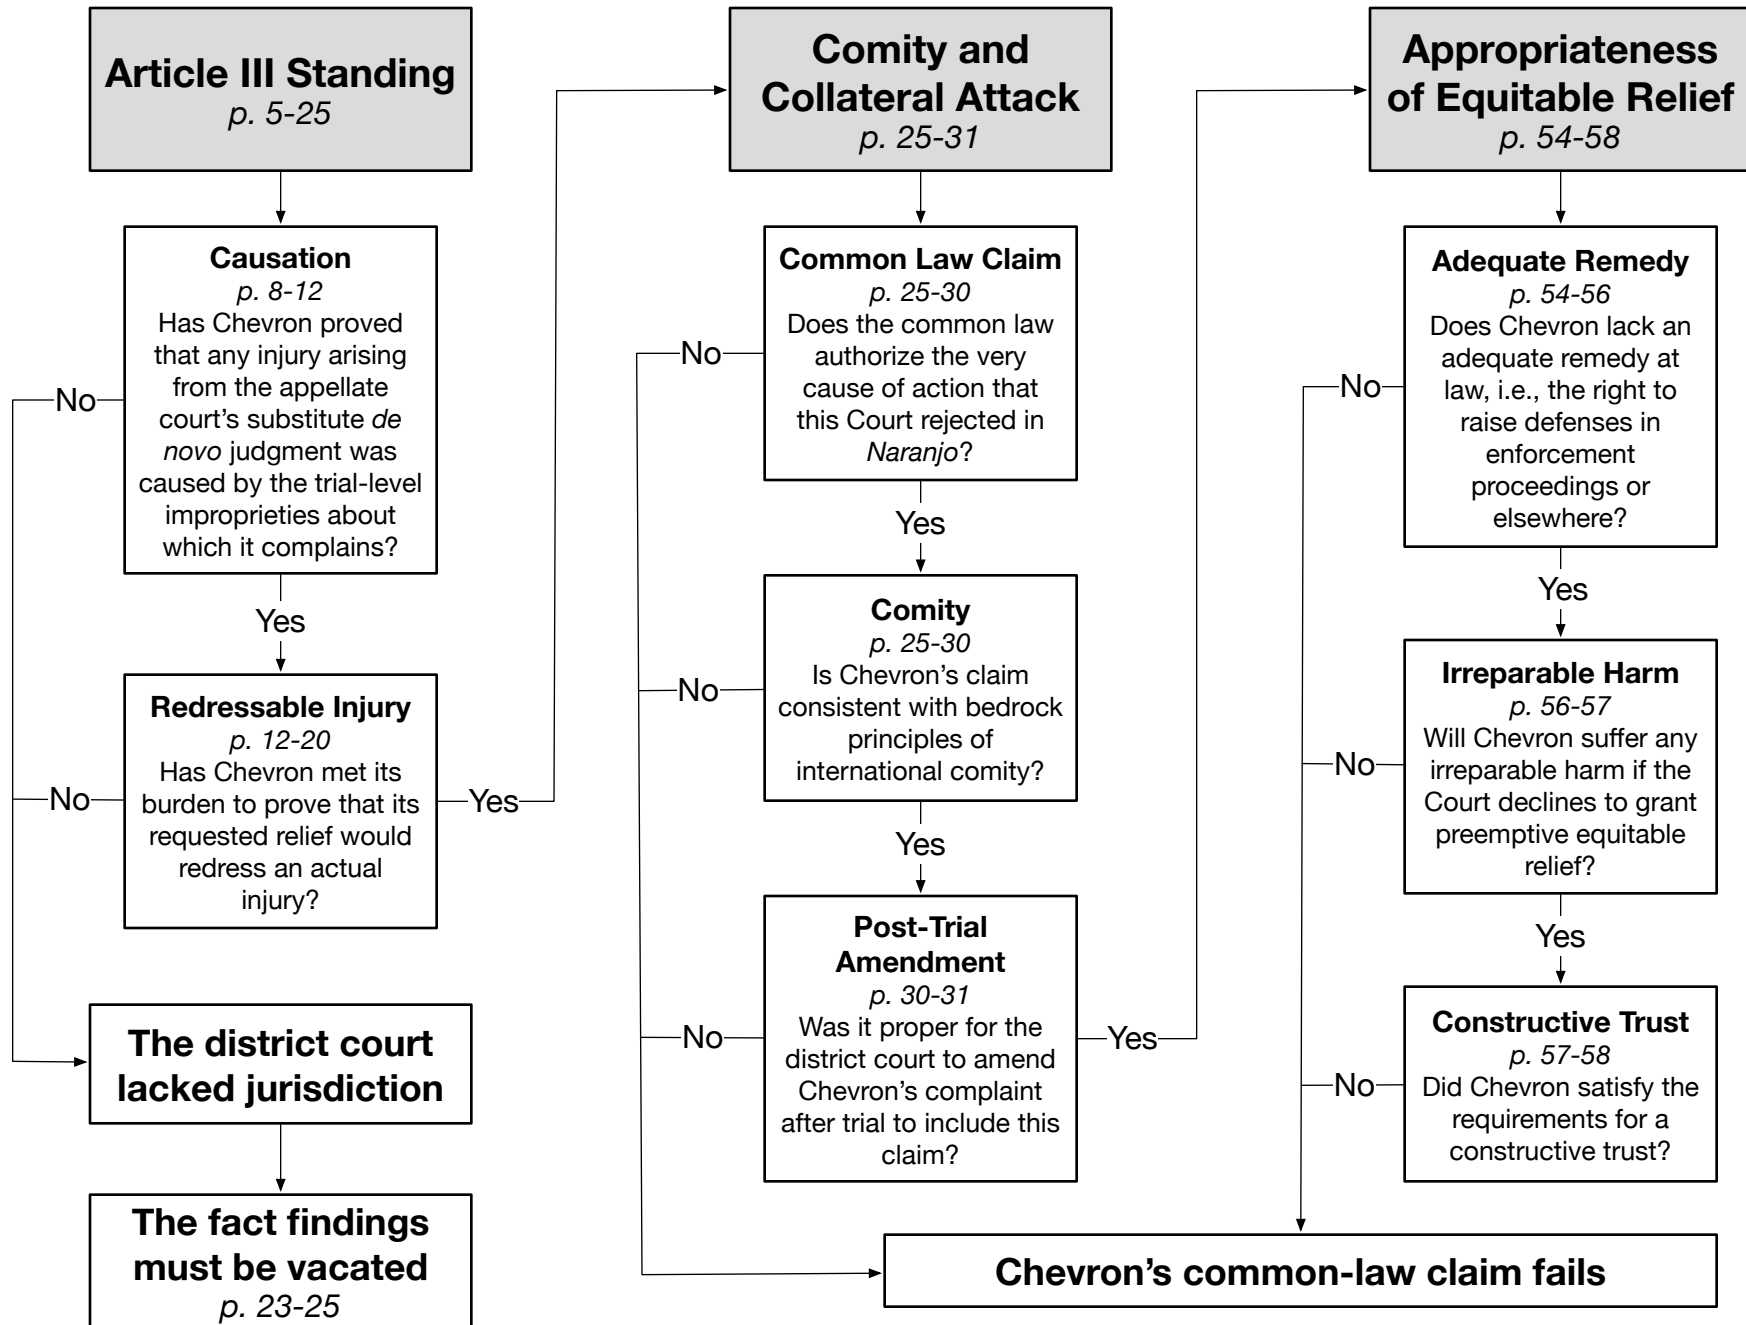 Article III Standing
p. 5-25
Causation
p. 8-12
Has Chevron proved
that any injury arising
from the appellate
court’s substitute de
novo judgment was
caused by the trial-level
improprieties about
which it complains?
No
Yes
Redressable Injury
p. 12-20
Has Chevron met its
burden to prove that its
requested relief would
redress an actual
injury?
No
Yes
The district court
lacked jurisdiction
The fact findings
must be vacated
p. 23-25
Comity and
Collateral Attack
p. 25-31
Common Law Claim
p. 25-30
Does the common law
authorize the very
cause of action that
this Court rejected in
Naranjo?
No
Yes
Comity
p. 25-30
Is Chevron’s claim
consistent with bedrock
principles of
international comity?
No
Yes
Post-Trial
Amendment
p. 30-31
Was it proper for the
district court to amend
Chevron’s complaint
after trial to include this
claim?
No
Yes
Appropriateness
of Equitable Relief
p. 54-58
Adequate Remedy
p. 54-56
Does Chevron lack an
adequate remedy at
law, i.e., the right to
raise defenses in
enforcement
proceedings or
elsewhere?
No
Yes
Irreparable Harm
p. 56-57
Will Chevron suffer any
irreparable harm if the
Court declines to grant
preemptive equitable
relief?
No
Yes
Constructive Trust
p. 57-58
Did Chevron satisfy the
requirements for a
constructive trust?
No
Chevron’s common-law claim fails